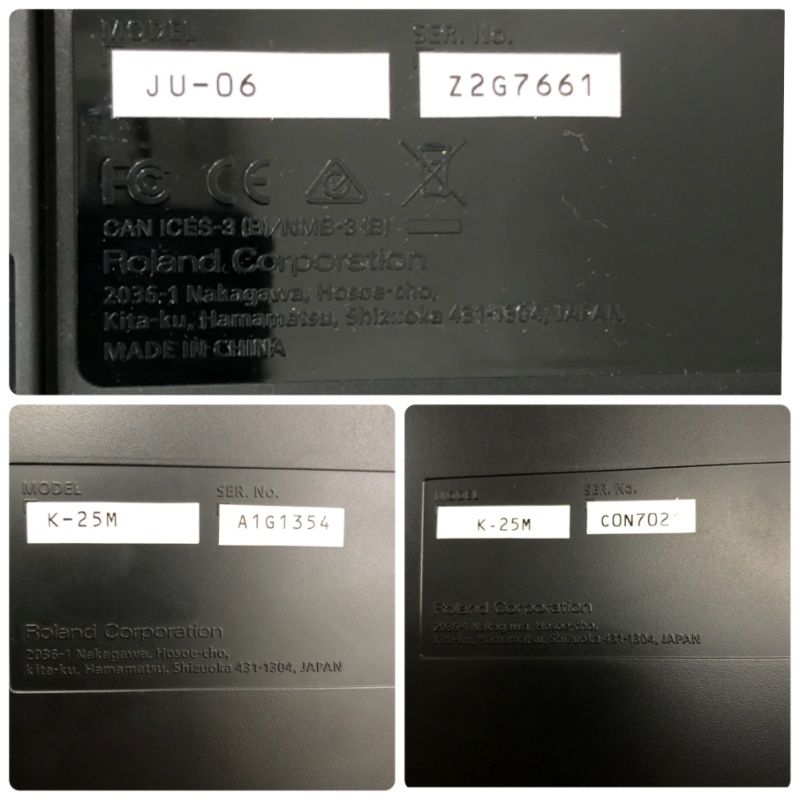 MODEL
SER. No.
JU-06
Z2G7661
FC CE
CAN ICES-3 (B)/NMB-3 (B)
Roland Corporation
2036-1 Nakagawa, Hosoe-cho,
Kita-ku, Hamamatsu, Shizuoka 431-1304, JAPAN
MADE IN CHINA
MODEL
SER. No.
K-25M
A1G1354
Roland Corporation
2036-1 Nakagawa, Hosoe-cho,
Kita-ku, Hamamatsu, Shizuoka 431-1304, JAPAN
MODEL
SER. No.
K-25M
Roland Corporation
2036-1 Nakagawa, Hosoe-cho,
Kita-ku, Hamamatsu, Shizuoka 431-1304, JAPAN